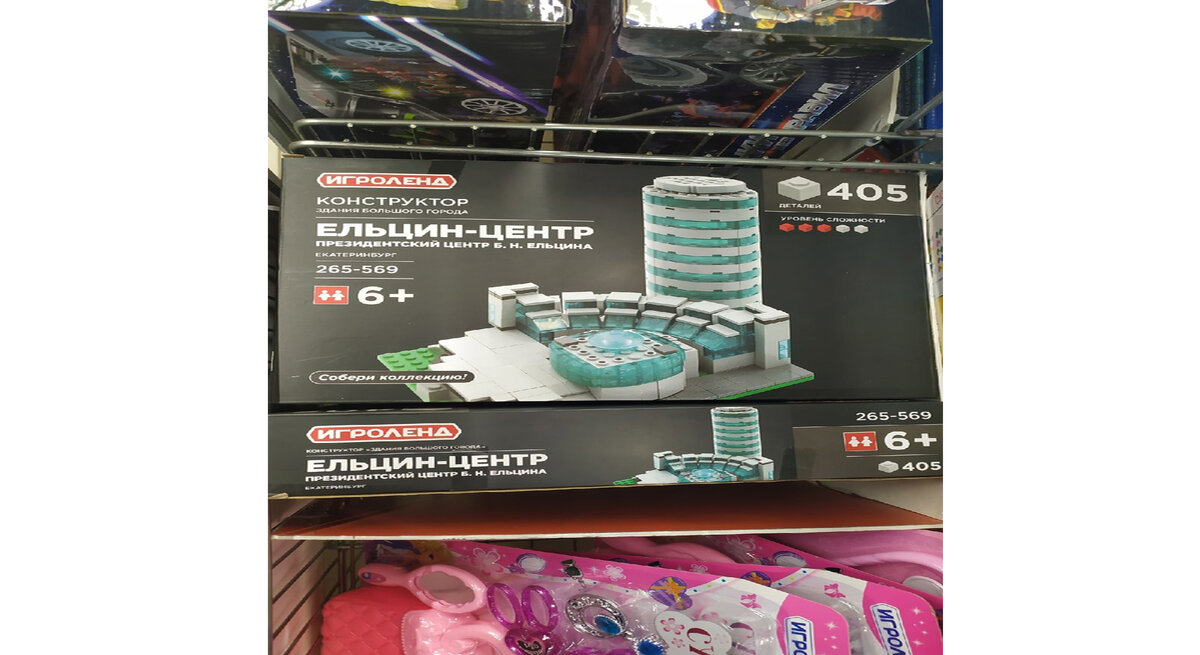 ИГРОЛЕНД
КОНСТРУКТОР
ЗДАНИЯ БОЛЬШОГО ГОРОДА
ЕЛЬЦИН-ЦЕНТР
ПРЕЗИДЕНТСКИЙ ЦЕНТР Б. Н. ЕЛЬЦИНА
ЕКАТЕРИНБУРГ
265-569
6+
405
ДЕТАЛЕЙ
УРОВЕНЬ СЛОЖНОСТИ
Собери коллекцию!
ИГРОЛЕНД
КОНСТРУКТОР «ЗДАНИЯ БОЛЬШОГО ГОРОДА»
ЕЛЬЦИН-ЦЕНТР
ПРЕЗИДЕНТСКИЙ ЦЕНТР Б. Н. ЕЛЬЦИНА
ЕКАТЕРИНБУРГ
265-569
6+
405